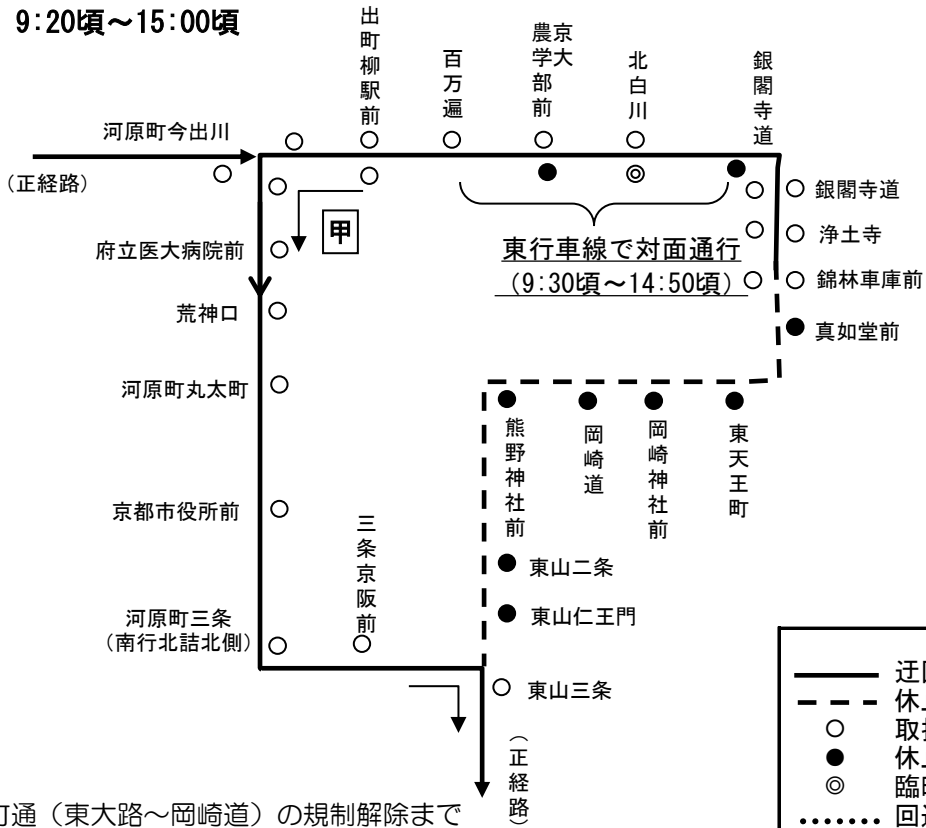 9:20頃～15:00頃
出町柳駅前
百万遍
京大
農学部前
北白川
銀閣寺道
河原町今出川
(正経路)
甲
府立医大病院前
東行車線で対面通行
(9:30頃～14:50頃)
銀閣寺道
浄土寺
錦林車庫前
真如堂前
荒神口
河原町丸太町
熊野神社前
岡崎道
岡崎神社前
東天王町
京都市役所前
三条京阪前
東山二条
東山仁王門
河原町三条
(南行北詰北側)
東山三条
(正経路)
迂
休
取
休
臨
回
町通（東大路～岡崎道）の規制解除まで